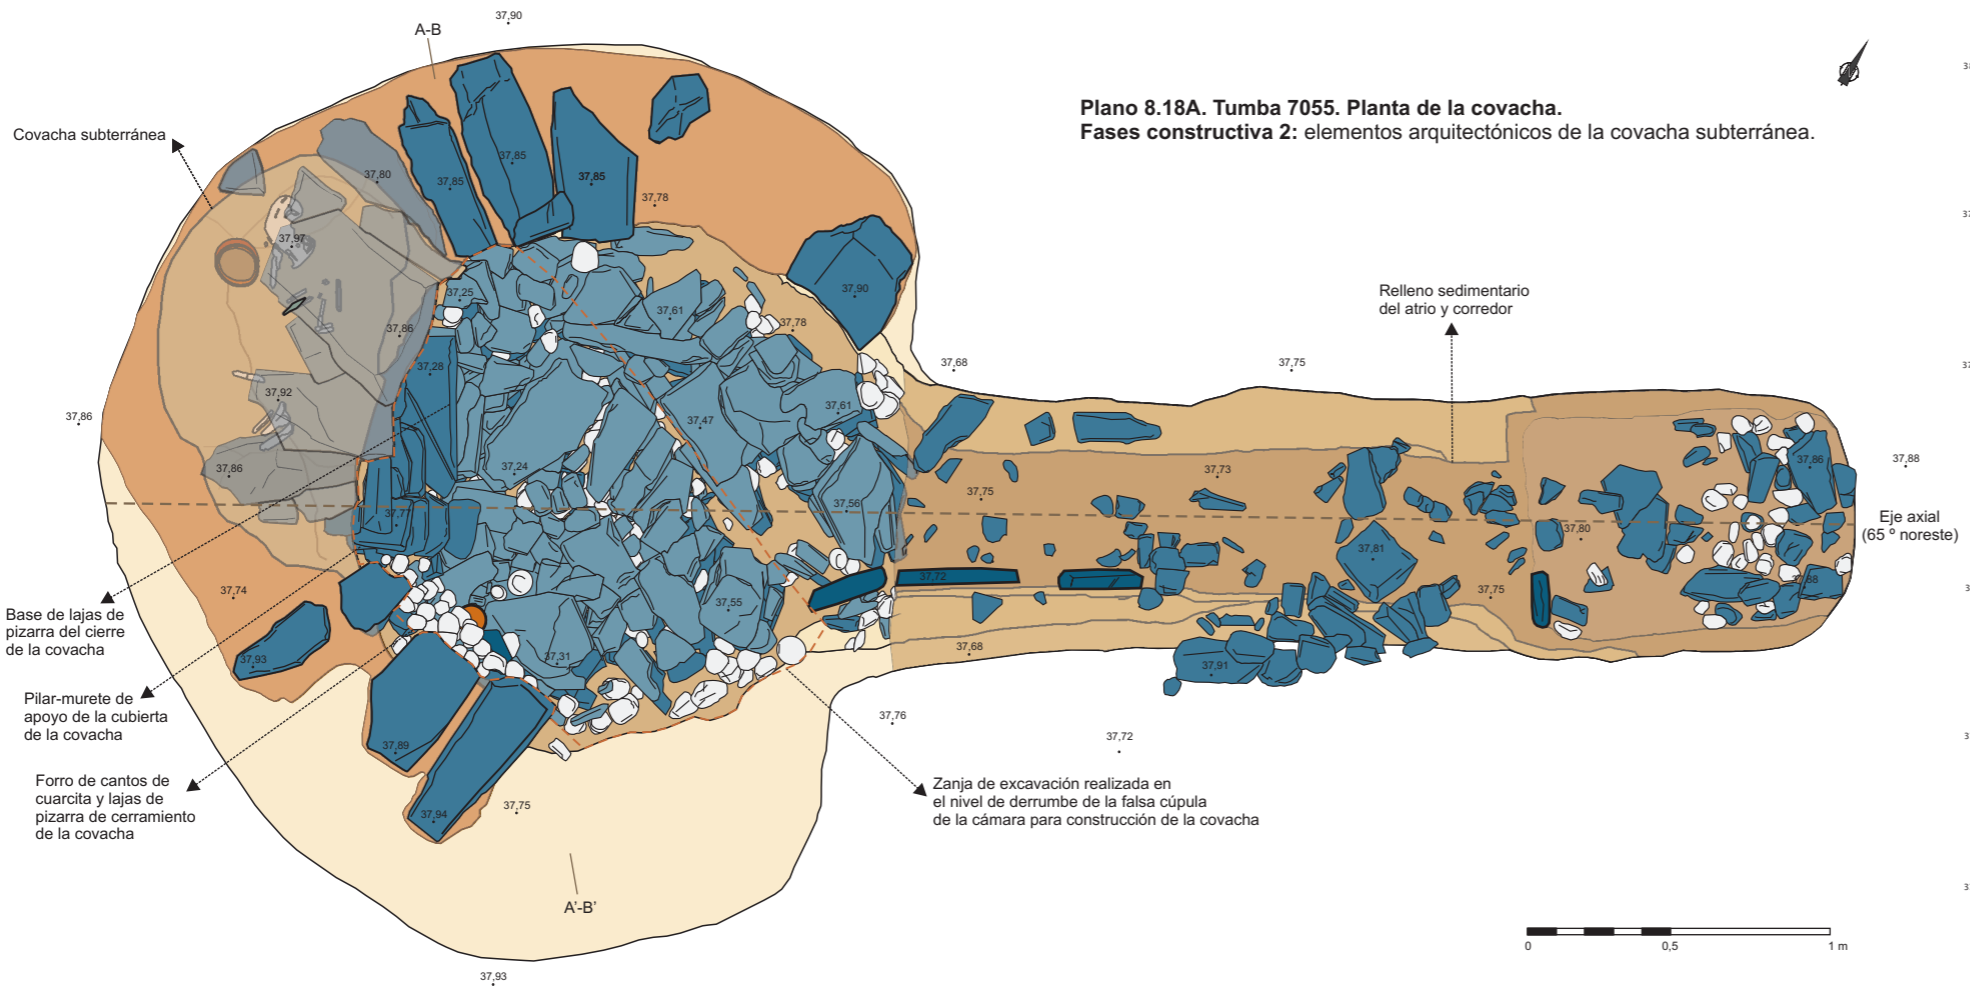 37,90
A-B
Plano 8.18A. Tumba 7055. Planta de la covacha.
Fases constructiva 2: elementos arquitectónicos de la covacha subterránea.
Covacha subterránea
37,80
37,85
37,85
37,85
37,78
37,97
37,90
37,25
37,61
37,78
37,86
Relleno sedimentario
del atrio y corredor
37,28
37,68
37,75
37,92
37,86
37,61
37,47
37,24
37,86
37,73
37,75
37,86
37,88
37,77
37,56
37,80
Eje axial
(65 º noreste)
37,81
37,72
37,88
37,74
37,55
37,75
Base de lajas de
pizarra del cierre
de la covacha
37,93
37,31
37,68
37,91
Pilar-murete de
apoyo de la cubierta
de la covacha
37,89
37,76
37,72
Forro de cantos de
cuarcita y lajas de
pizarra de cerramiento
de la covacha
37,94
37,75
Zanja de excavación realizada en
el nivel de derrumbe de la falsa cúpula
de la cámara para construcción de la covacha
A'-B'
0 0,5 1 m
37,93